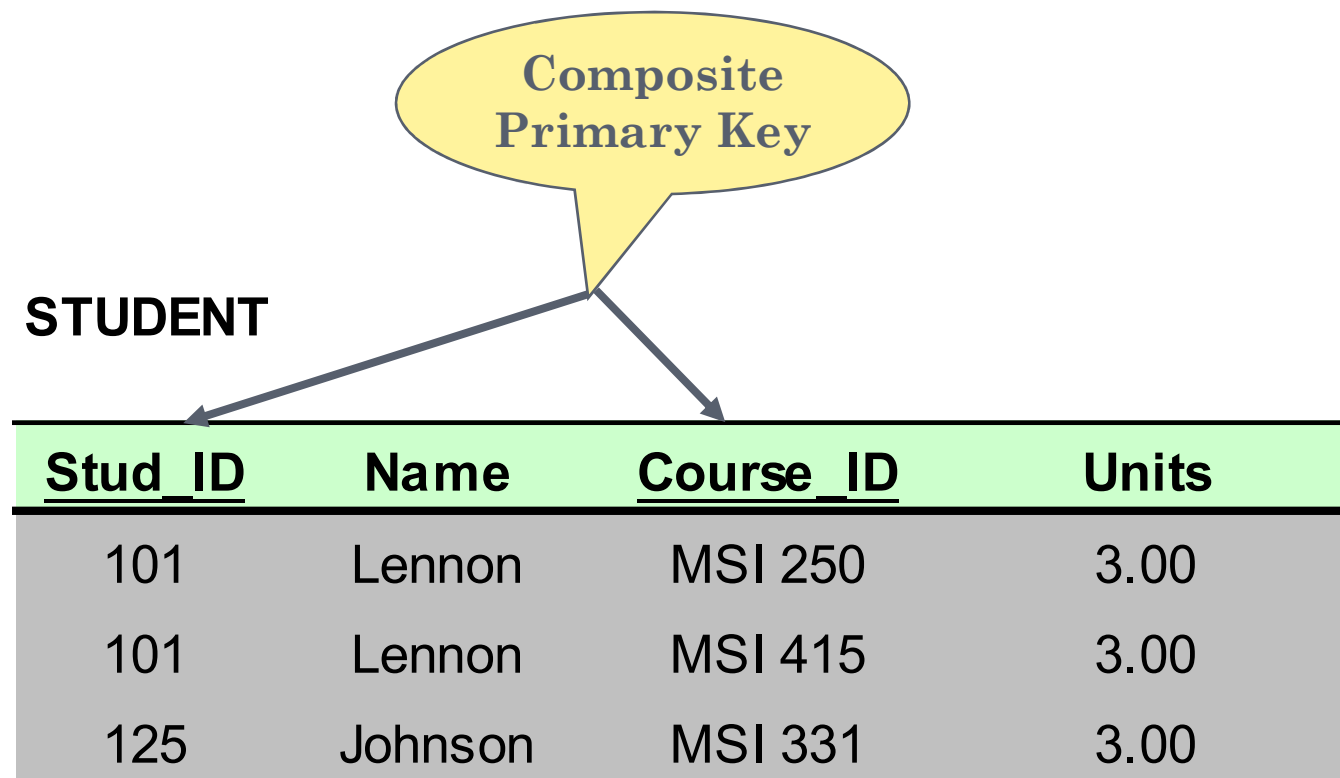 Composite
Primary Key
STUDENT
Stud_ID Name Course_ID Units
101 Lennon MSI 250 3.00
101 Lennon MSI 415 3.00
125 Johnson MSI 331 3.00